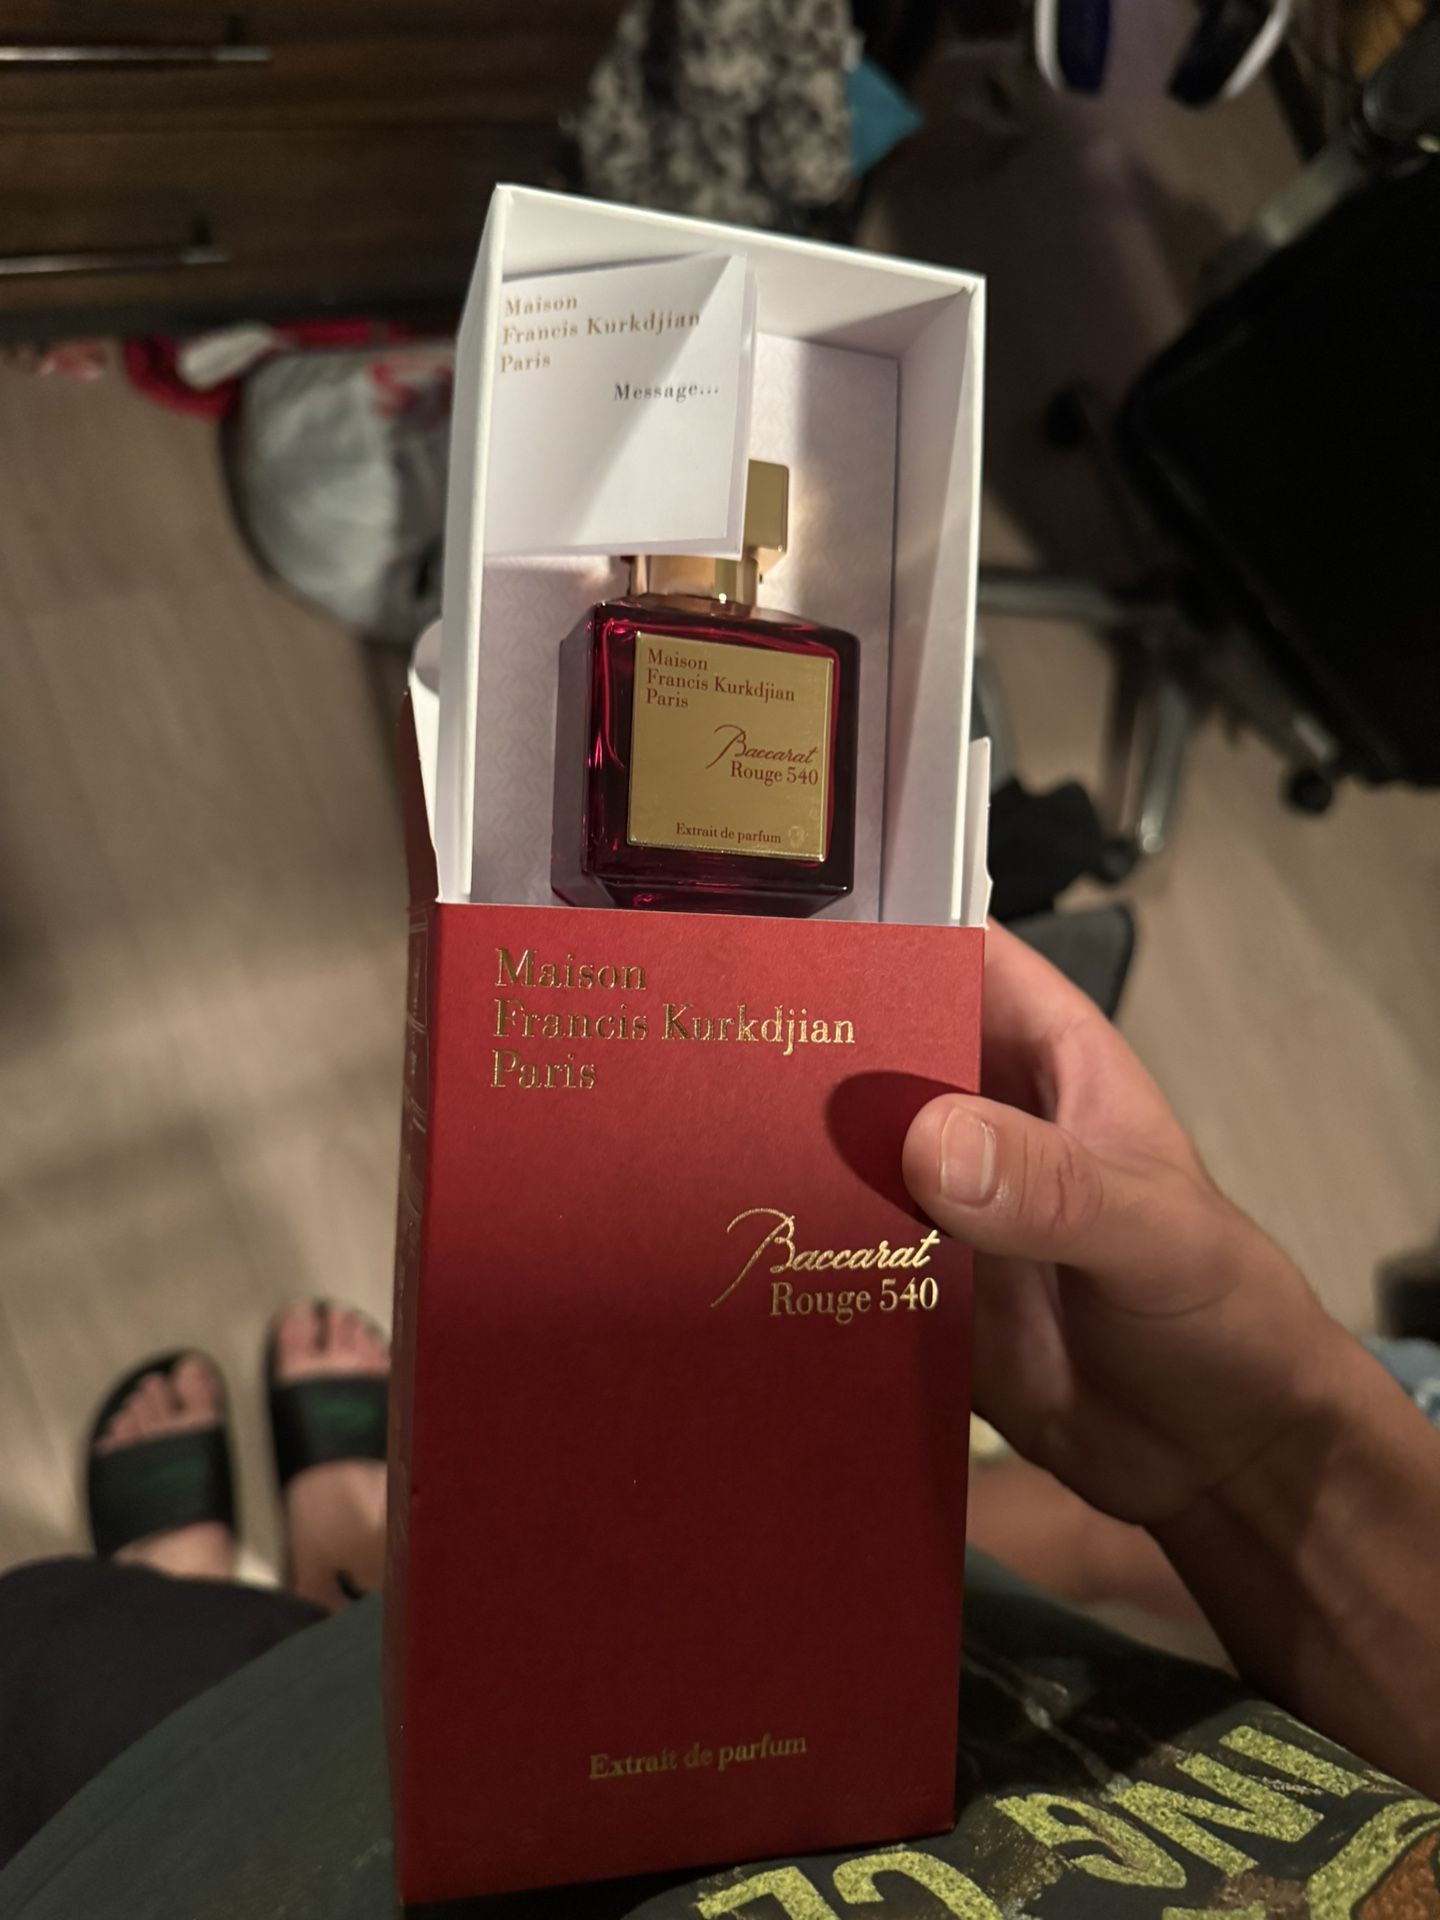 Maison
Francis Kurkdjian
Paris
Message...
Maison
Francis Kurkdjian
Paris
Baccarat
Rouge 540
Extrait de parfum
Maison
Francis Kurkdjian
Paris
Baccarat
Rouge 540
Extrait de parfum